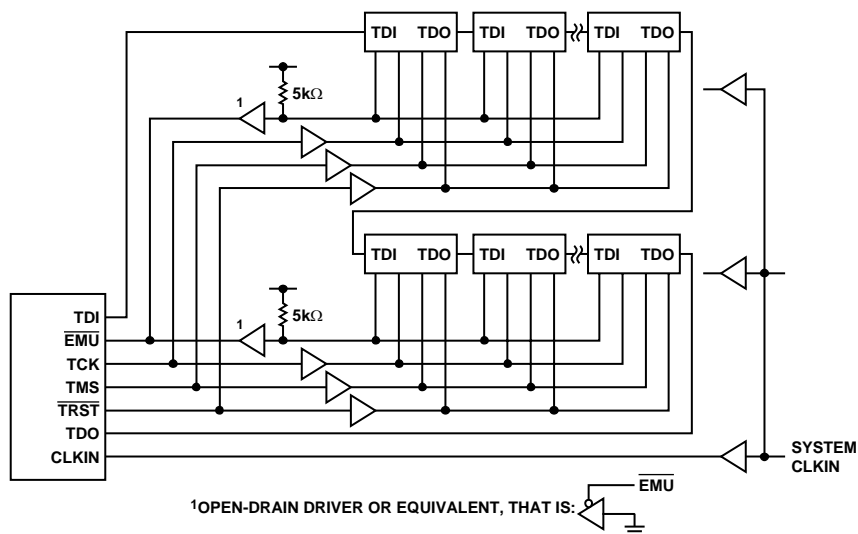 TDI TDO TDI TDO TDI TDO
5kΩ
1
TDI TDO TDI TDO TDI TDO
5kΩ
1
TDI
EMU
TCK
TMS
TRST
TDO
CLKIN
SYSTEM
CLKIN
EMU
1OPEN-DRAIN DRIVER OR EQUIVALENT, THAT IS: